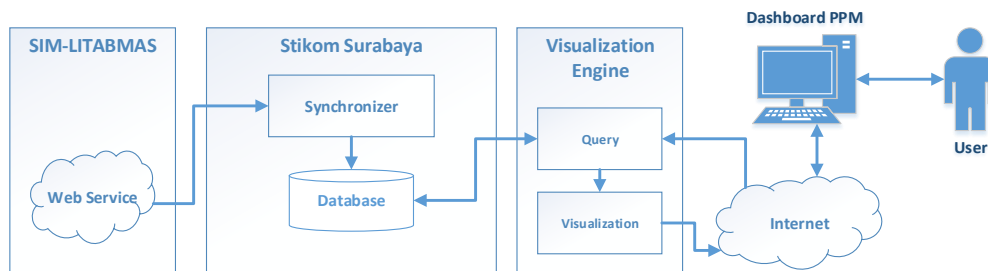 SIM-LITABMAS
Web Service
Stikom Surabaya
Synchronizer
Database
Visualization
Engine
Query
Visualization
Dashboard PPM
Internet
User